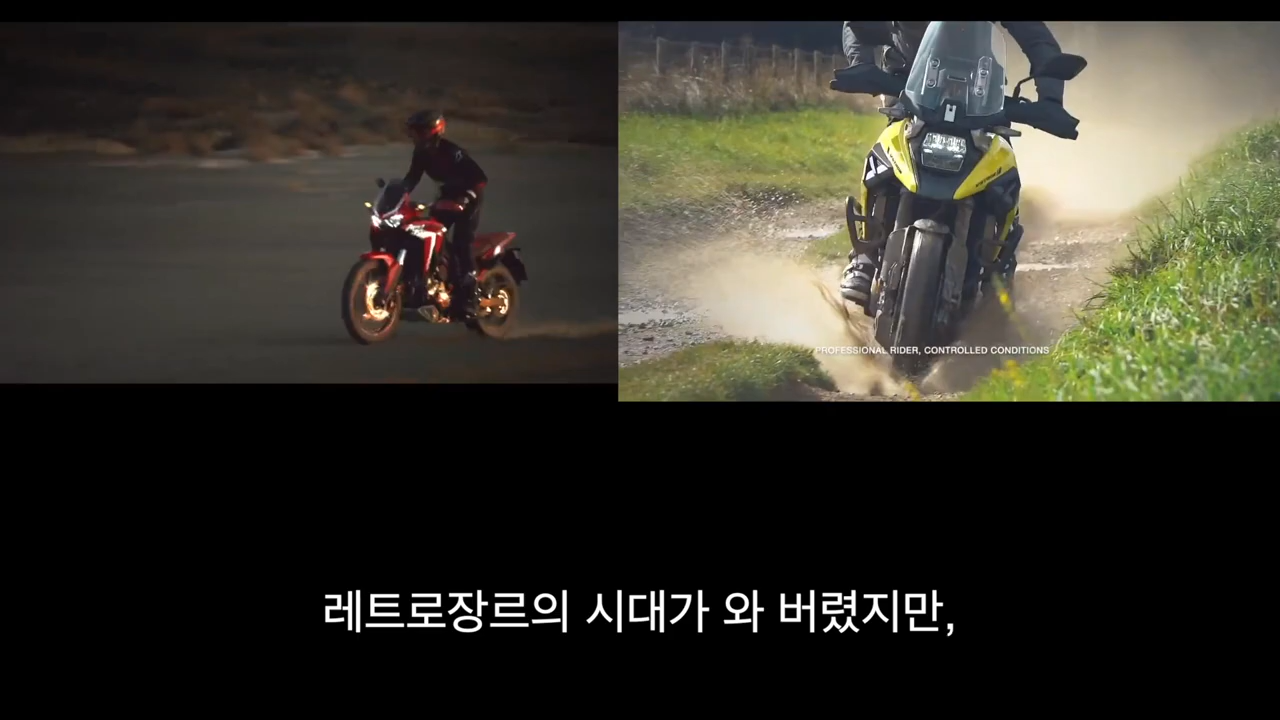 PROFESSIONAL RIDER, CONTROLLED CONDITIONS
레트로장르의 시대가 와 버렸지만,